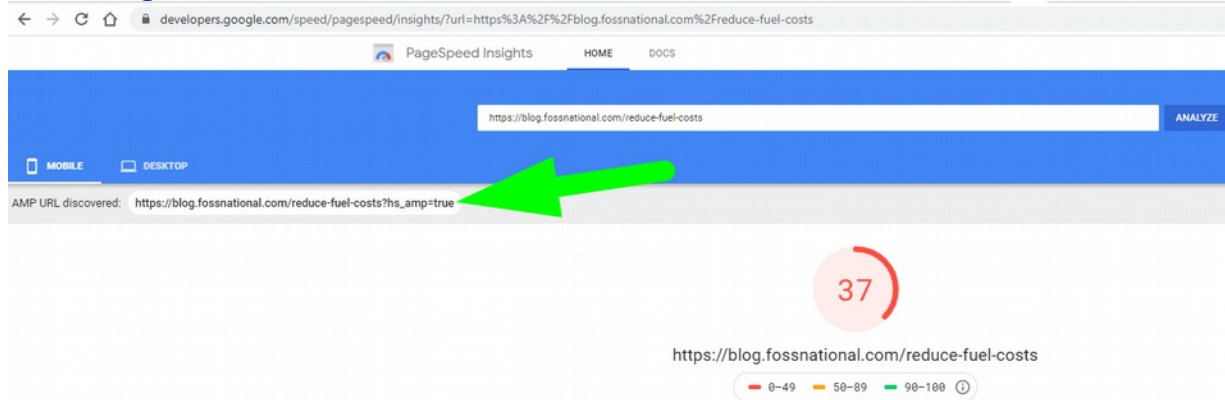 developers.google.com/speed/pagespeed/insights/?url=https%3A%2F%2Fblog.fossnational.com%2Freduce-fuel-costs
PageSpeed Insights HOME DOCS
https://blog.fossnational.com/reduce-fuel-costs ANALYZE
MOBILE DESKTOP
AMP URL discovered: https://blog.fossnational.com/reduce-fuel-costs?hs_amp=true
37
https://blog.fossnational.com/reduce-fuel-costs
0–49 50–89 90–100